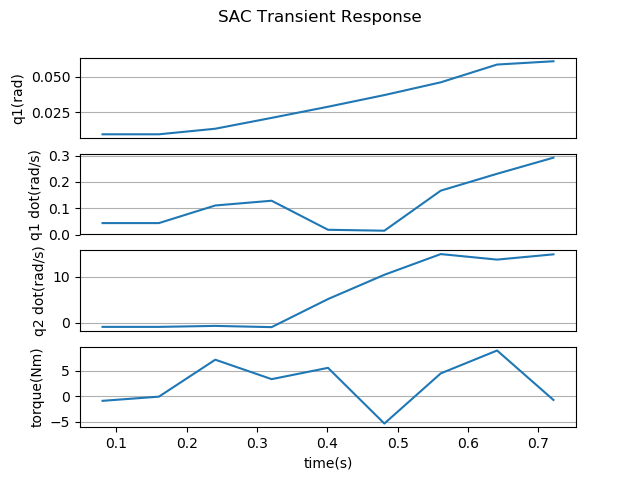 SAC Transient Response
q1(rad)
0.050
0.025
q1 dot(rad/s)
0.3
0.2
0.1
0.0
q2 dot(rad/s)
10
0
torque(Nm)
5
0
−5
0.1 0.2 0.3 0.4 0.5 0.6 0.7
time(s)